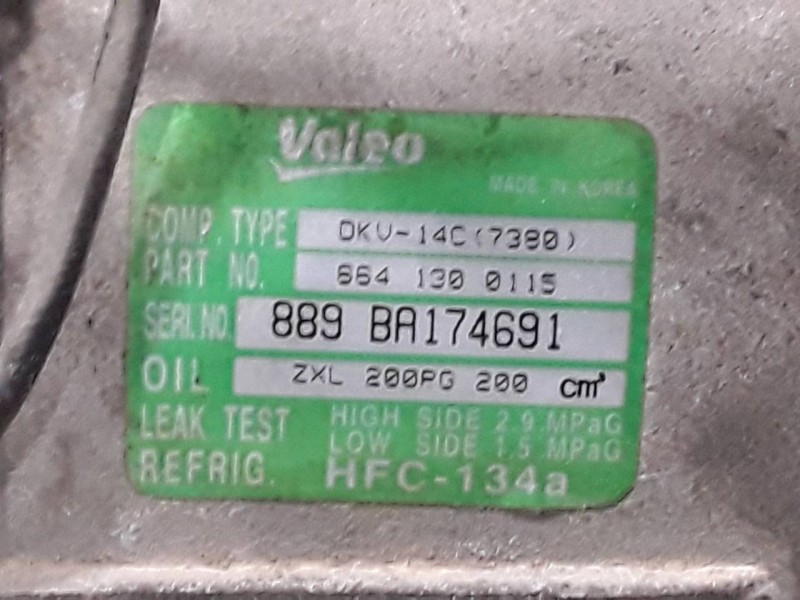 Valeo
MADE IN KOREA
COMP. TYPE DKV-14C(7380)
PART NO. 664 130 0115
SERI.NO. 889 BA174691
OIL ZXL 200PG 200 cm³
LEAK TEST HIGH SIDE 2.9 MPaG
LOW SIDE 1.5 MPaG
REFRIG. HFC-134a